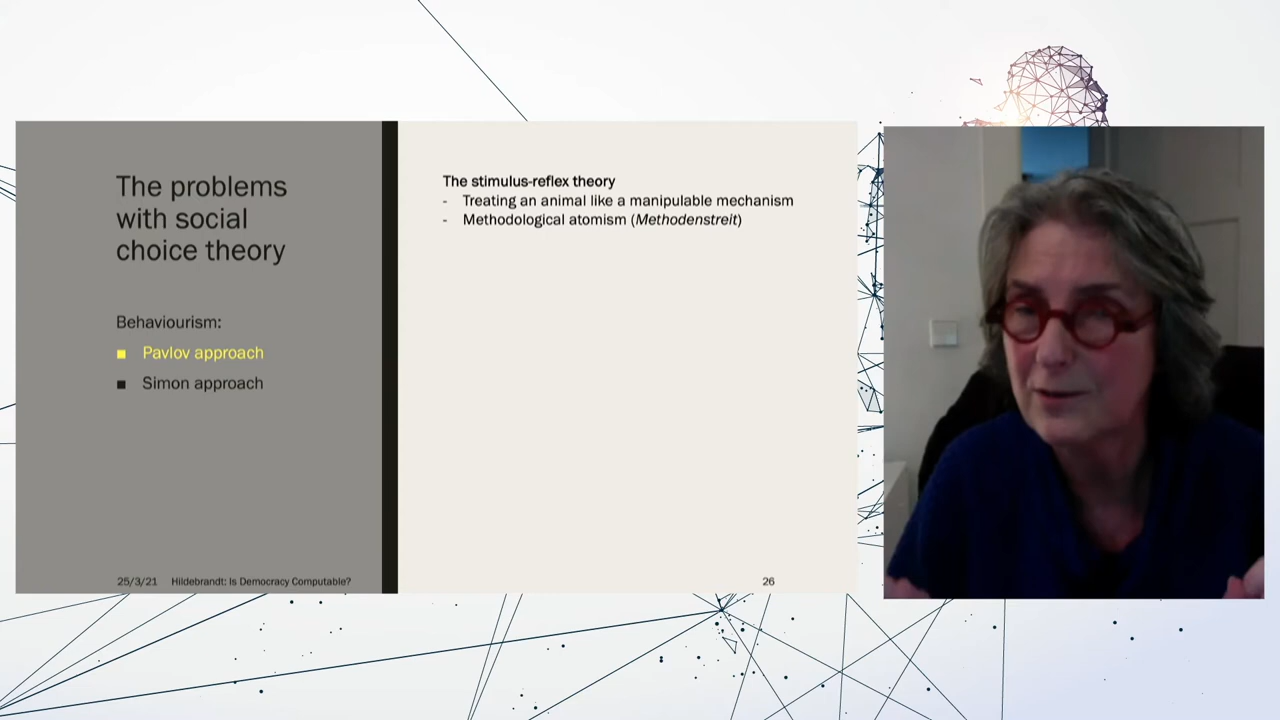 The problems
with social
choice theory
Behaviourism:
■ Pavlov approach
■ Simon approach
25/3/21 Hildebrandt: Is Democracy Computable?
The stimulus-reflex theory
- Treating an animal like a manipulable mechanism
- Methodological atomism (Methodenstreit)
26